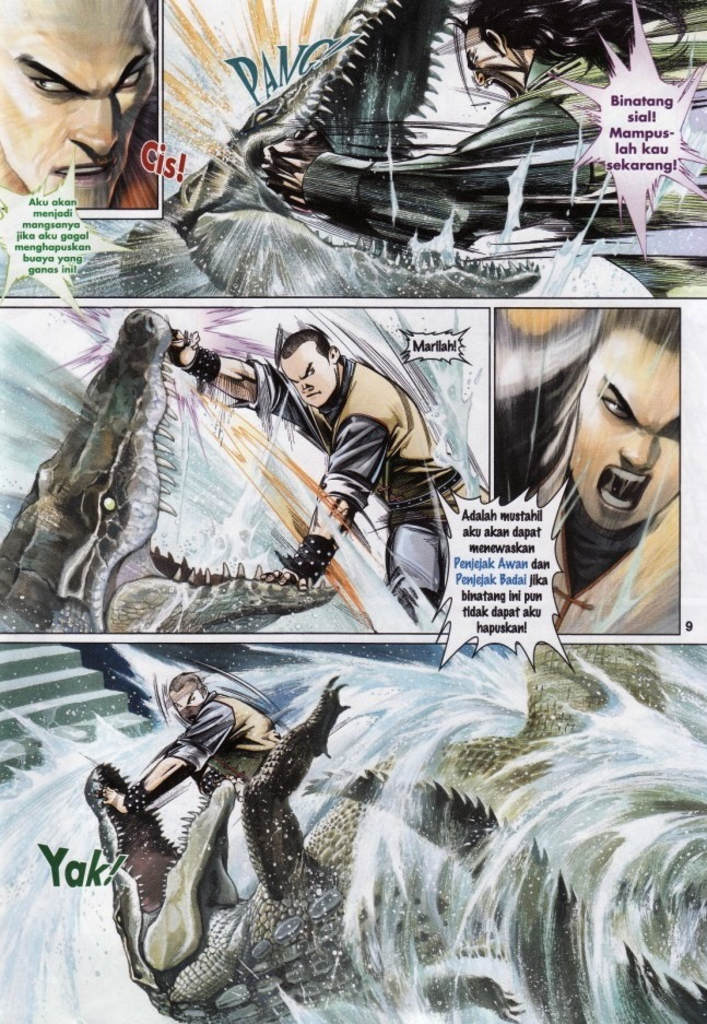 PANG
Binatang
sial!
Mampus-
lah kau
sekarang!
Cis!
Aku akan
menjadi
mangsanya
jika aku gagal
menghapuskan
buaya yang
ganas ini!
Marilah!
Adalah mustahil
aku akan dapat
menewaskan
Penjejak Awan dan
Penjejak Badai jika
binatang ini pun
tidak dapat aku
hapuskan!
9
Yak!